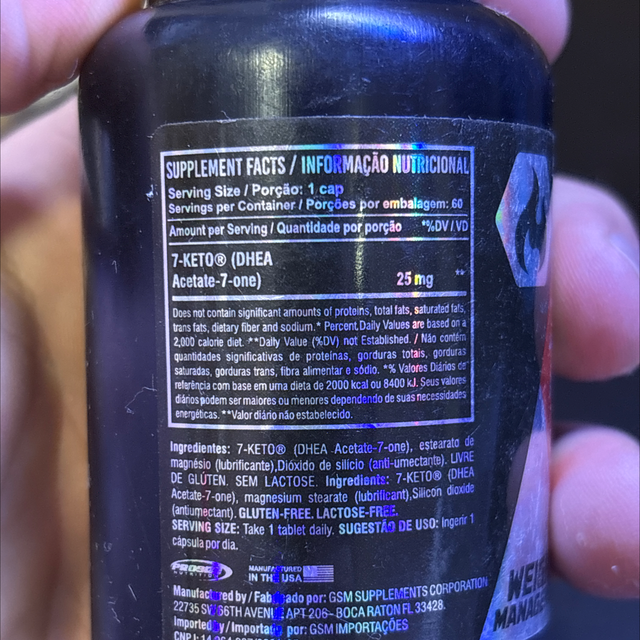 SUPPLEMENT FACTS / INFORMAÇÃO NUTRICIONAL
Serving Size / Porção: 1 cap
Servings per Container / Porções por embalagem: 60
Amount per Serving / Quantidade por porção *%DV / VD
7-KETO® (DHEA
Acetate-7-one) 25 mg **
Does not contain significant amounts of proteins, total fats, saturated fats,
trans fats, dietary fiber and sodium.* Percent Daily Values are based on a
2,000 calorie diet. **Daily Value (%DV) not Established. / Não contém
quantidades significativas de proteínas, gorduras totais, gorduras
saturadas, gorduras trans, fibra alimentar e sódio. *% Valores Diários de
referência com base em uma dieta de 2000 kcal ou 8400 kJ. Seus valores
diários podem ser maiores ou menores dependendo de suas necessidades
energéticas. **Valor diário não estabelecido.
Ingredientes: 7-KETO® (DHEA Acetate-7-one), estearato de
magnésio (lubrificante),Dióxido de silício (anti-umectante). LIVRE
DE GLÚTEN. SEM LACTOSE. Ingredients: 7-KETO® (DHEA
Acetate-7-one), magnesium stearate (lubrificant),Silicon dioxide
(antiumectant). GLUTEN-FREE. LACTOSE-FREE.
SERVING SIZE: Take 1 tablet daily. SUGESTÃO DE USO: Ingerir 1
cápsula por dia.
MANUFACTURED
IN THE USA
Manufactured by / Fabricado por: GSM SUPPLEMENTS CORPORATION
22735 SW 66TH AVENUE APT 206- BOCA RATON FL 33428.
Imported by / Importado por: GSM IMPORTAÇÕES
CNPJ: